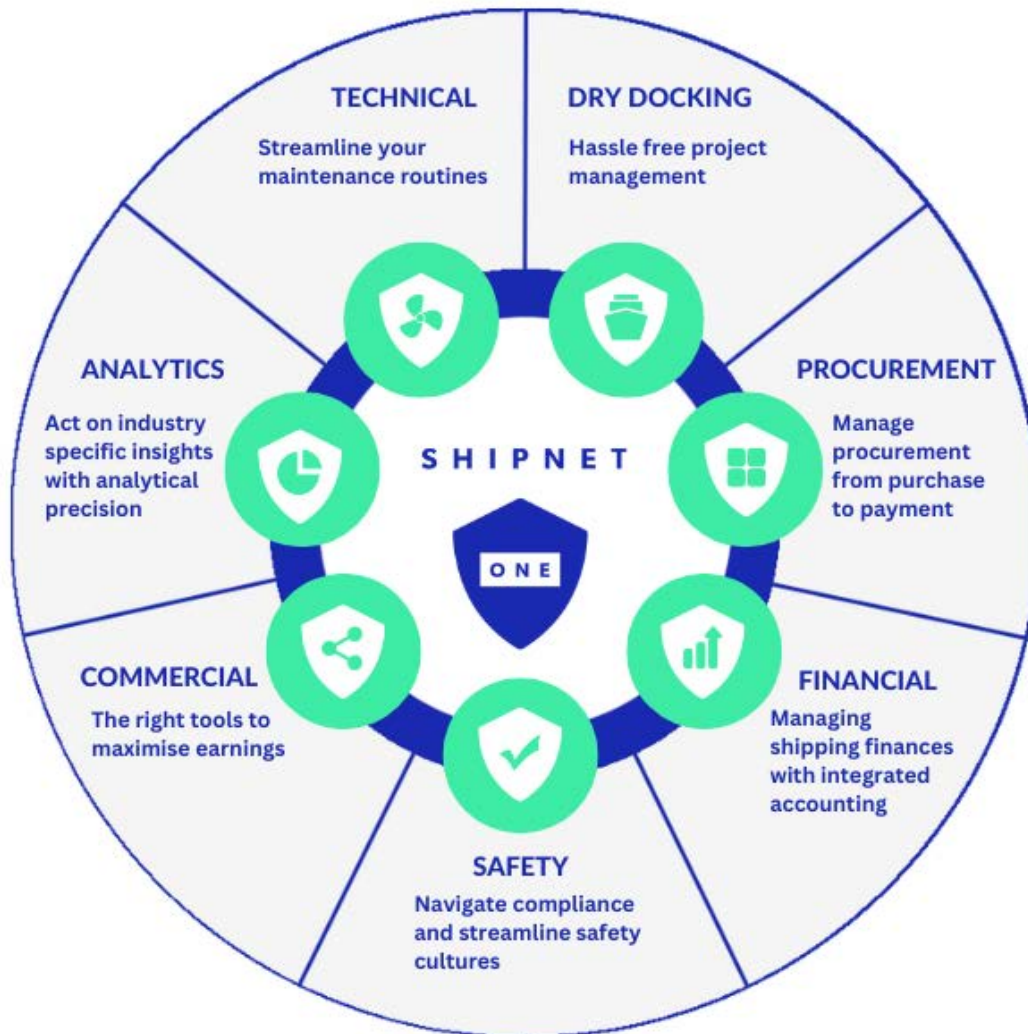 TECHNICAL
Streamline your
maintenance routines
DRY DOCKING
Hassle free project
management
ANALYTICS
Act on industry
specific insights
with analytical
precision
PROCUREMENT
Manage
procurement
from purchase
to payment
SHIPNET
ONE
COMMERCIAL
The right tools to
maximise earnings
FINANCIAL
Managing
shipping finances
with integrated
accounting
SAFETY
Navigate compliance
and streamline safety
cultures